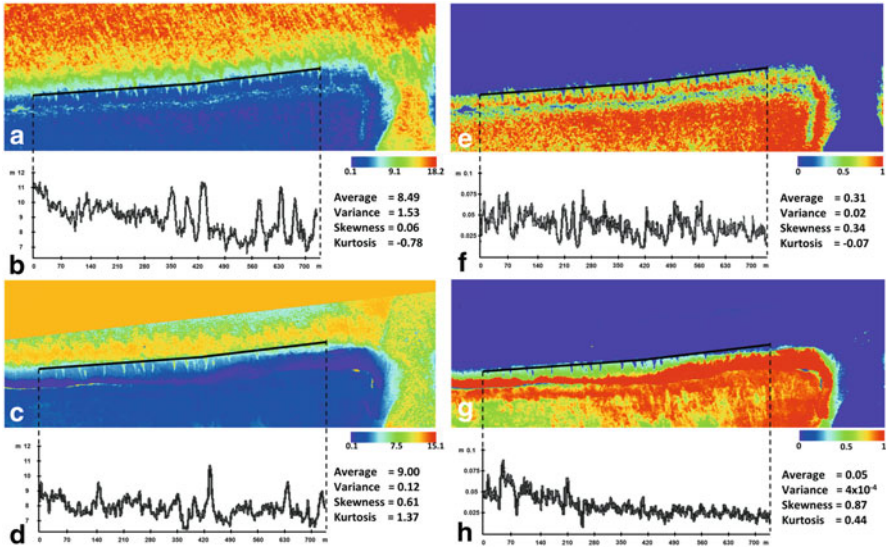 a
0.1 9.1 18.2
m 12
11
10
9
8
7
0 70 140 210 280 350 420 490 560 630 700 m
Average = 8.49
Variance = 1.53
Skewness = 0.06
Kurtosis = -0.78
b
e
0 0.5 1
m 0.1
0.075
0.05
0.025
0 70 140 210 280 350 420 490 560 630 700 m
Average = 0.31
Variance = 0.02
Skewness = 0.34
Kurtosis = -0.07
f
c
0.1 7.5 15.1
m 12
11
10
9
8
7
0 70 140 210 280 350 420 490 560 630 700 m
Average = 9.00
Variance = 0.12
Skewness = 0.61
Kurtosis = 1.37
d
g
0 0.5 1
m 0.1
0.075
0.05
0.025
0 70 140 210 280 350 420 490 560 630 700 m
Average = 0.05
Variance = 4x10⁻⁴
Skewness = 0.87
Kurtosis = 0.44
h